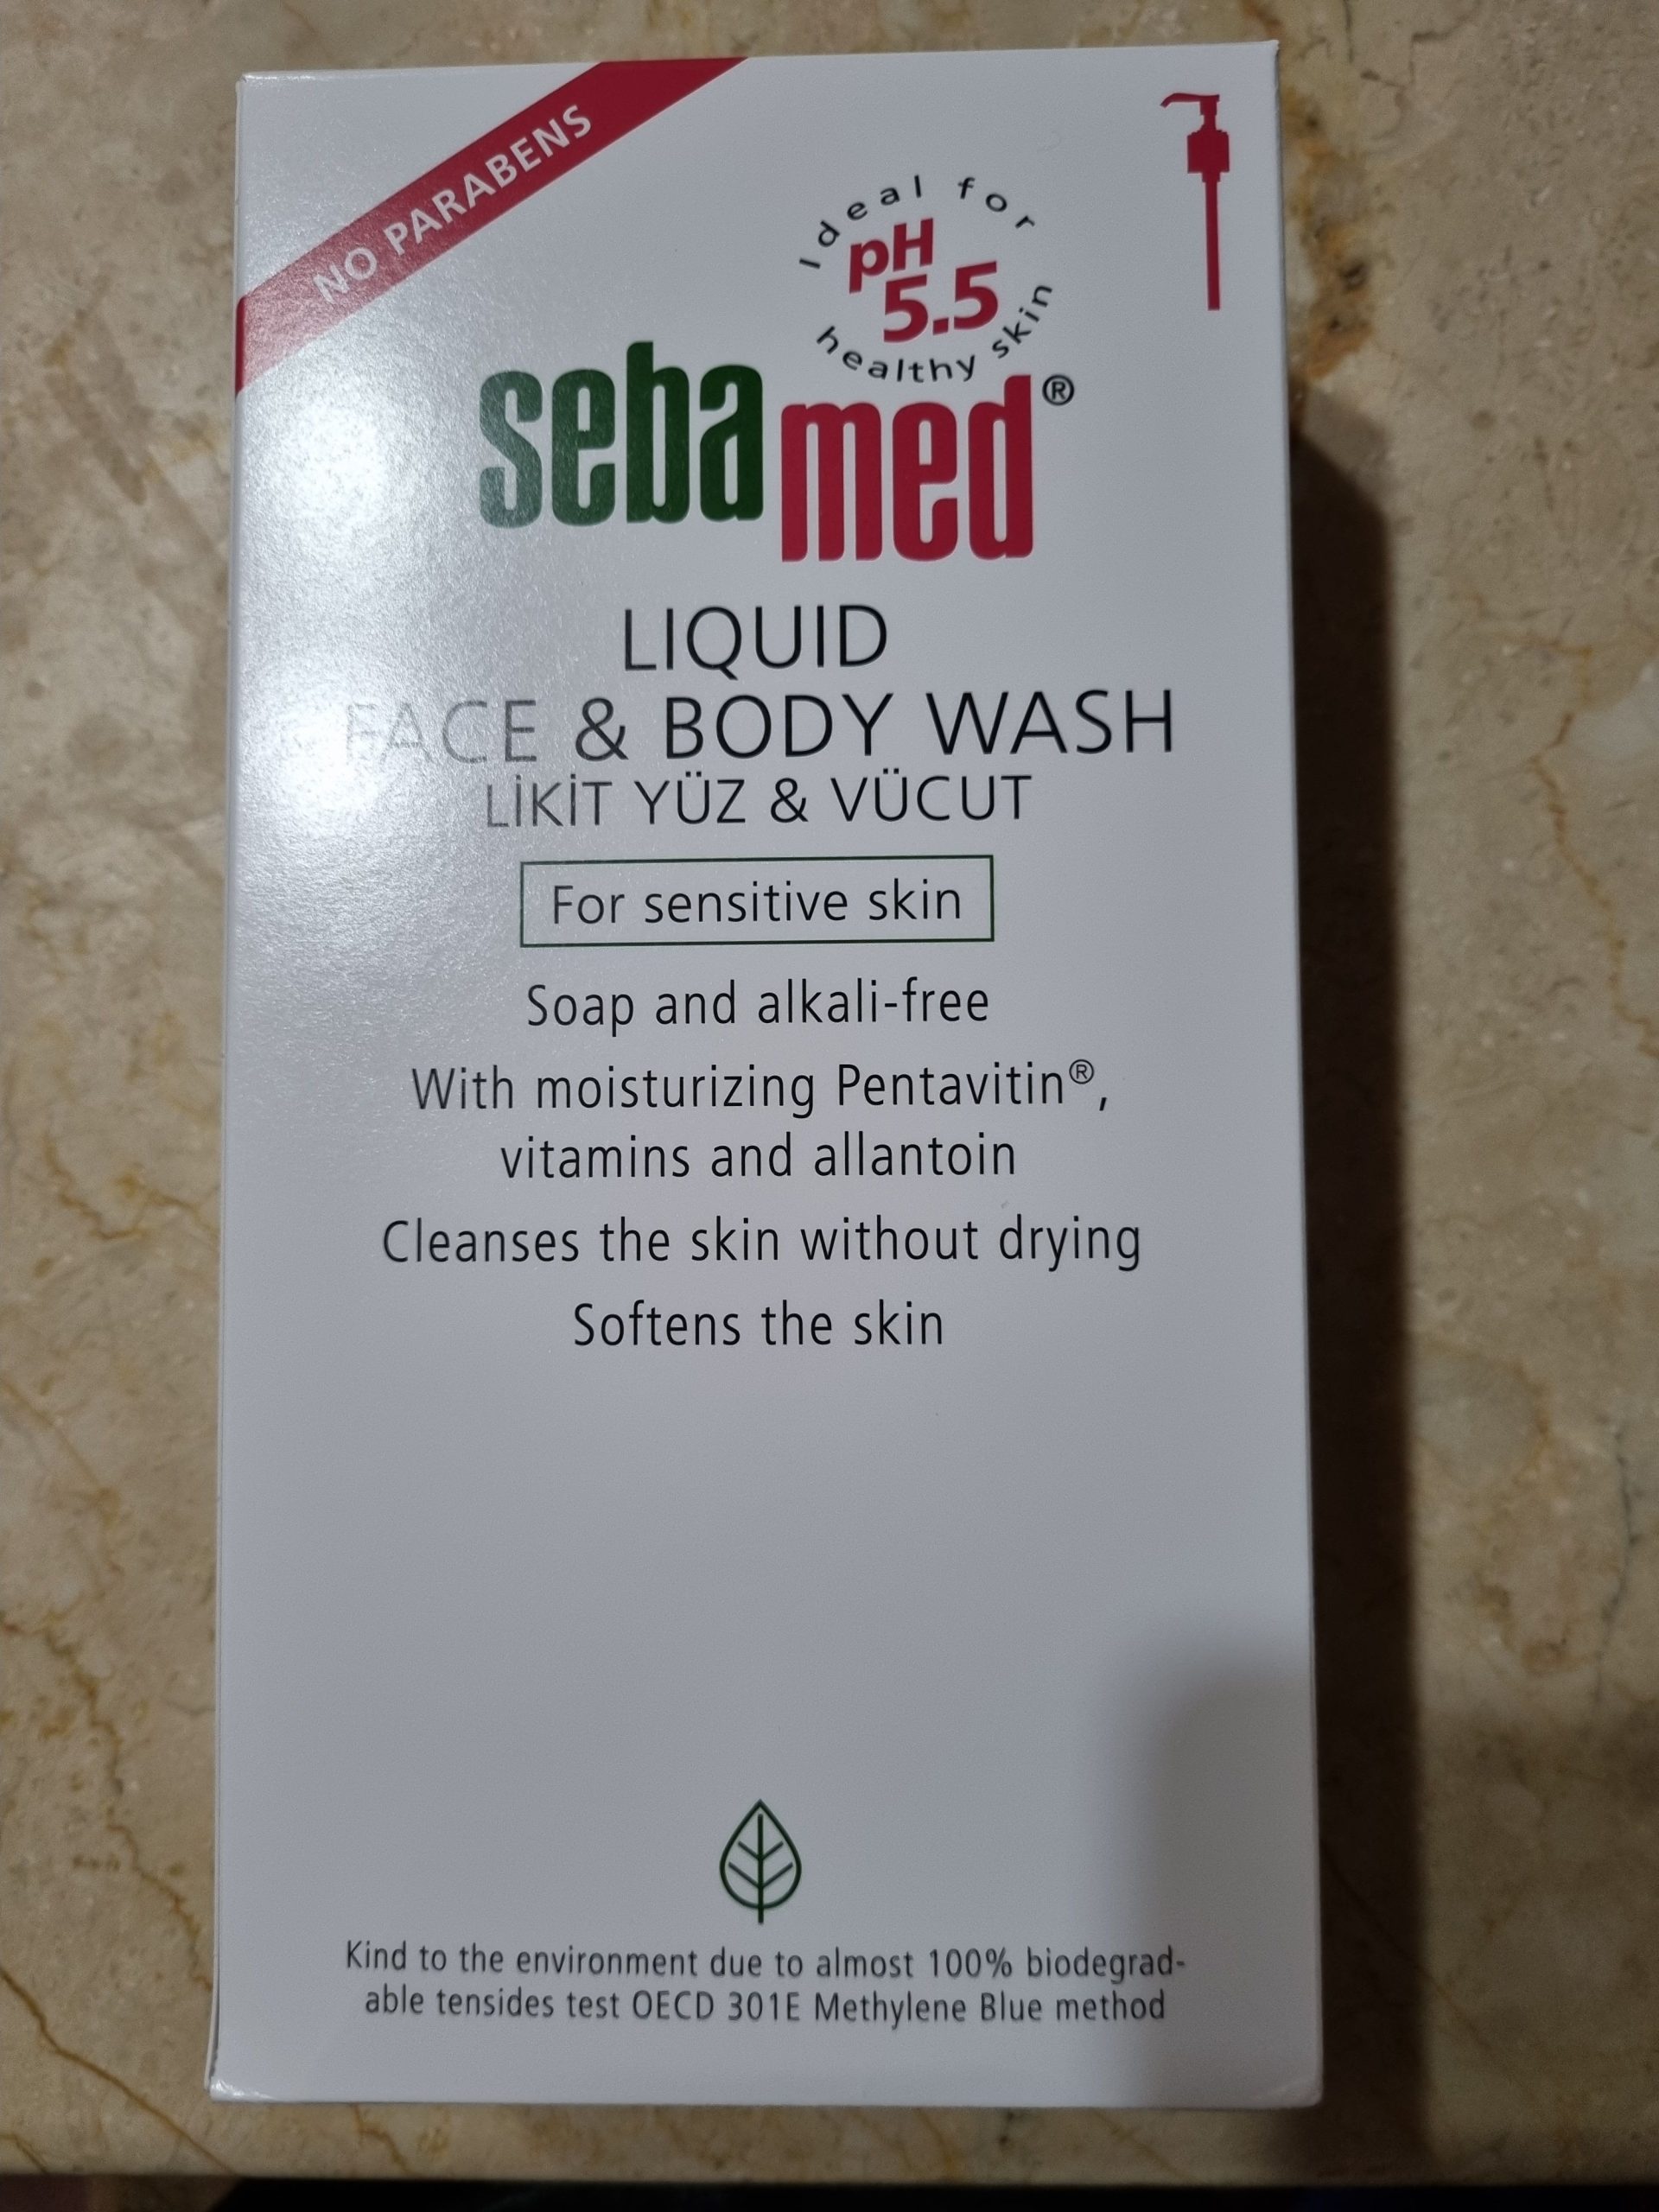 NO PARABENS
Ideal for
pH
5.5
healthy skin
sebamed®
LIQUID
FACE & BODY WASH
LİKİT YÜZ & VÜCUT
For sensitive skin
Soap and alkali-free
With moisturizing Pentavitin®,
vitamins and allantoin
Cleanses the skin without drying
Softens the skin
Kind to the environment due to almost 100% biodegrad-
able tensides test OECD 301E Methylene Blue method